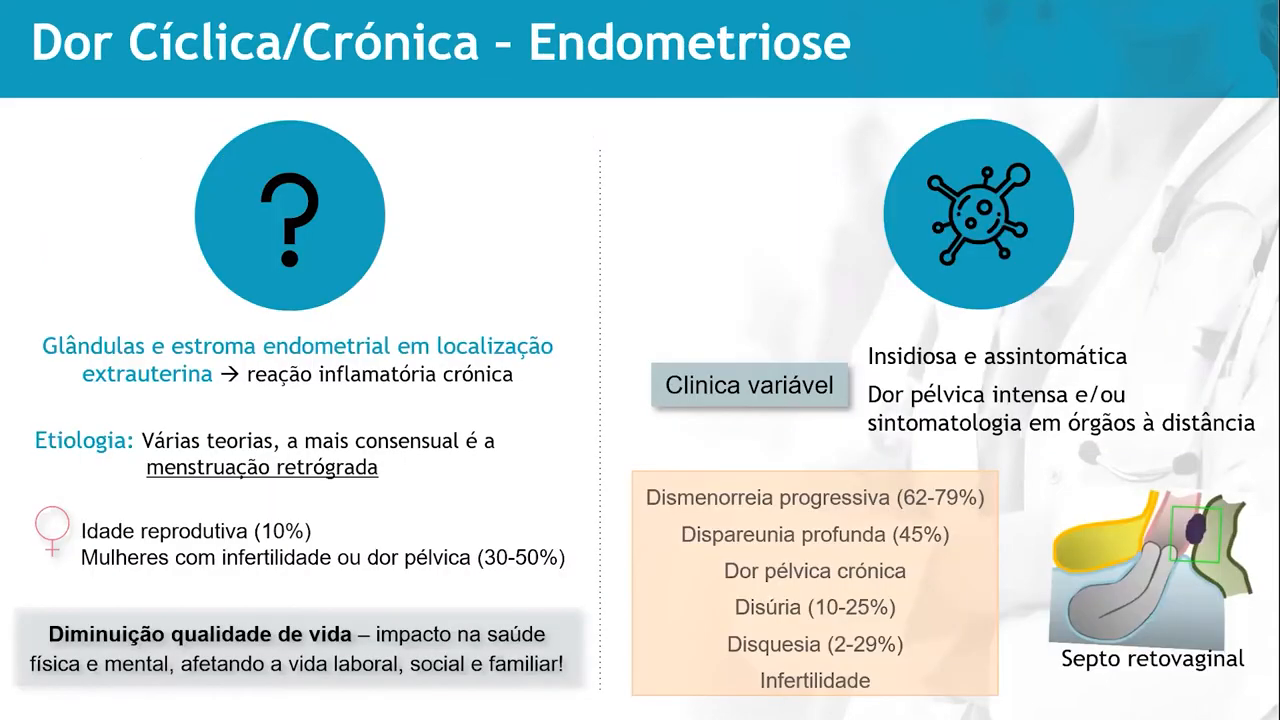 Dor Cíclica/Crónica – Endometriose
Glândulas e estroma endometrial em localização
extrauterina → reação inflamatória crónica
Etiologia: Várias teorias, a mais consensual é a
menstruação retrógrada
Idade reprodutiva (10%)
Mulheres com infertilidade ou dor pélvica (30-50%)
Diminuição qualidade de vida – impacto na saúde
física e mental, afetando a vida laboral, social e familiar!
Clinica variável
Insidiosa e assintomática
Dor pélvica intensa e/ou
sintomatologia em órgãos à distância
Dismenorreia progressiva (62-79%)
Dispareunia profunda (45%)
Dor pélvica crónica
Disúria (10-25%)
Disquesia (2-29%)
Infertilidade
Septo retovaginal